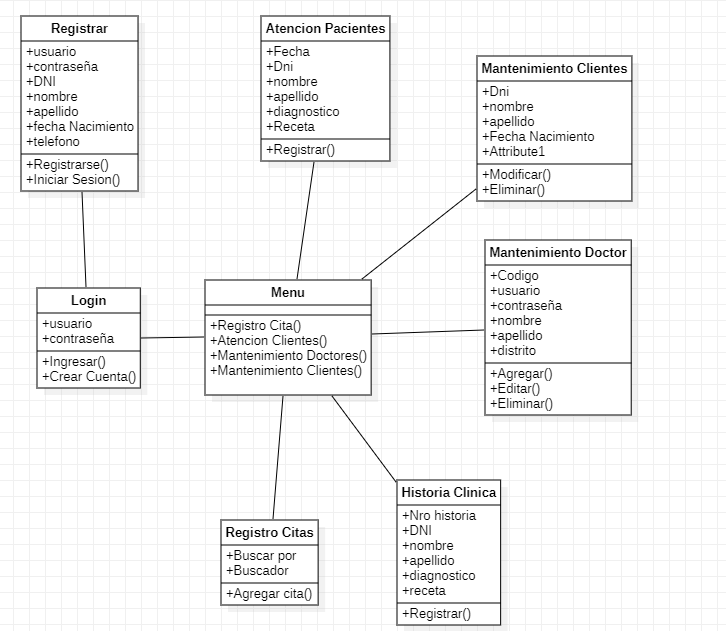 Registrar
+usuario
+contraseña
+DNI
+nombre
+apellido
+fecha Nacimiento
+telefono
+Registrarse()
+Iniciar Sesion()
Atencion Pacientes
+Fecha
+Dni
+nombre
+apellido
+diagnostico
+Receta
+Registrar()
Mantenimiento Clientes
+Dni
+nombre
+apellido
+Fecha Nacimiento
+Attribute1
+Modificar()
+Eliminar()
Login
+usuario
+contraseña
+Ingresar()
+Crear Cuenta()
Menu
+Registro Cita()
+Atencion Clientes()
+Mantenimiento Doctores()
+Mantenimiento Clientes()
Mantenimiento Doctor
+Codigo
+usuario
+contraseña
+nombre
+apellido
+distrito
+Agregar()
+Editar()
+Eliminar()
Registro Citas
+Buscar por
+Buscador
+Agregar cita()
Historia Clinica
+Nro historia
+DNI
+nombre
+apellido
+diagnostico
+receta
+Registrar()